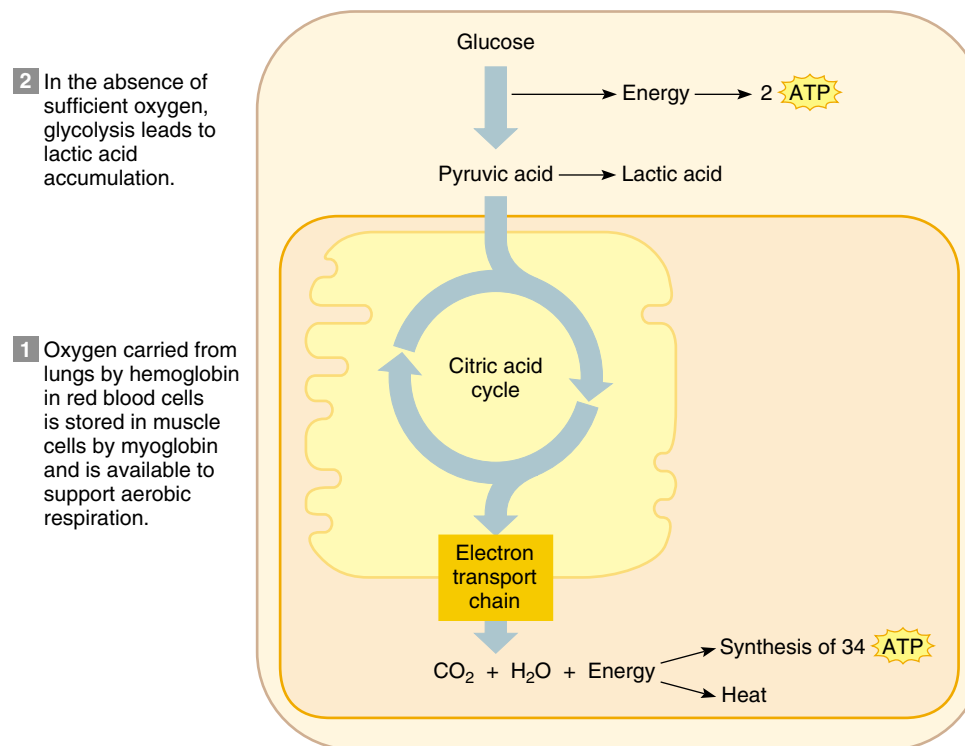 Glucose
2 In the absence of
sufficient oxygen,
glycolysis leads to
lactic acid
accumulation.
Energy
2 ATP
Pyruvic acid
Lactic acid
1 Oxygen carried from
lungs by hemoglobin
in red blood cells
is stored in muscle
cells by myoglobin
and is available to
support aerobic
respiration.
Citric acid
cycle
Electron
transport
chain
CO₂ + H₂O + Energy
Synthesis of 34 ATP
Heat